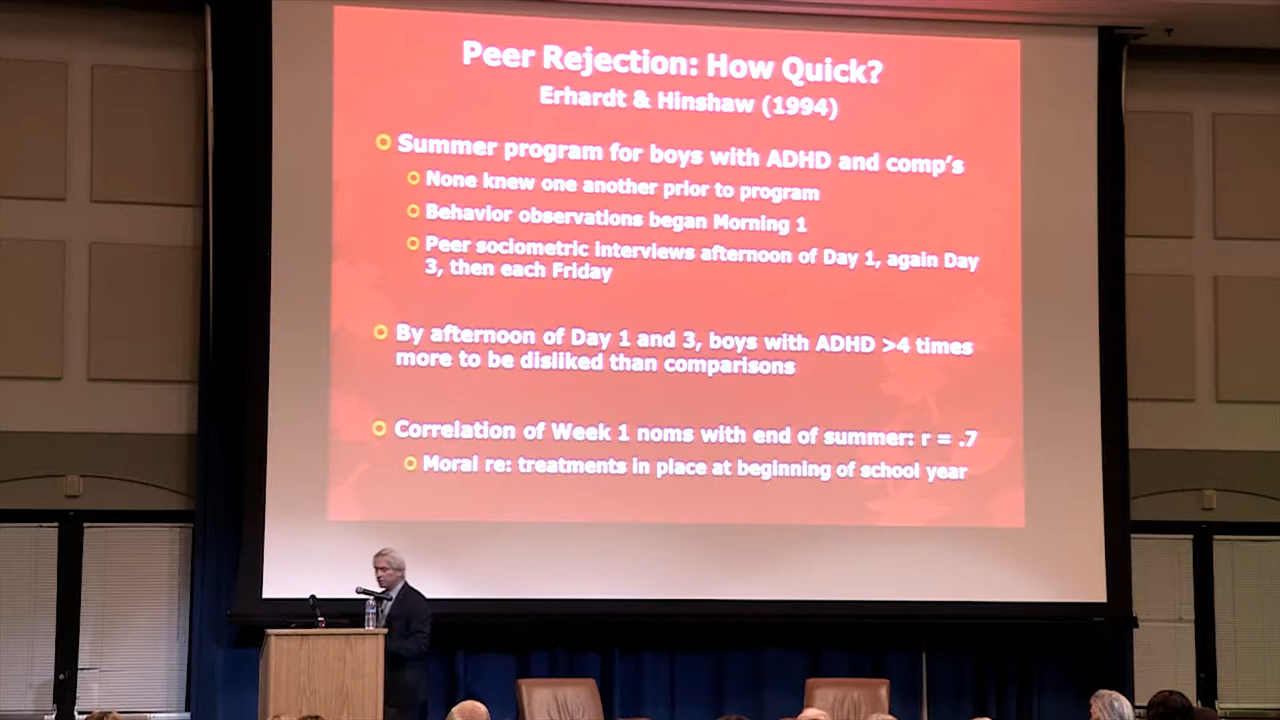 Peer Rejection: How Quick?
Erhardt & Hinshaw (1994)
Summer program for boys with ADHD and comp's
None knew one another prior to program
Behavior observations began Morning 1
Peer sociometric interviews afternoon of Day 1, again Day
3, then each Friday
By afternoon of Day 1 and 3, boys with ADHD >4 times
more to be disliked than comparisons
Correlation of Week 1 noms with end of summer: r = .7
Moral re: treatments in place at beginning of school year